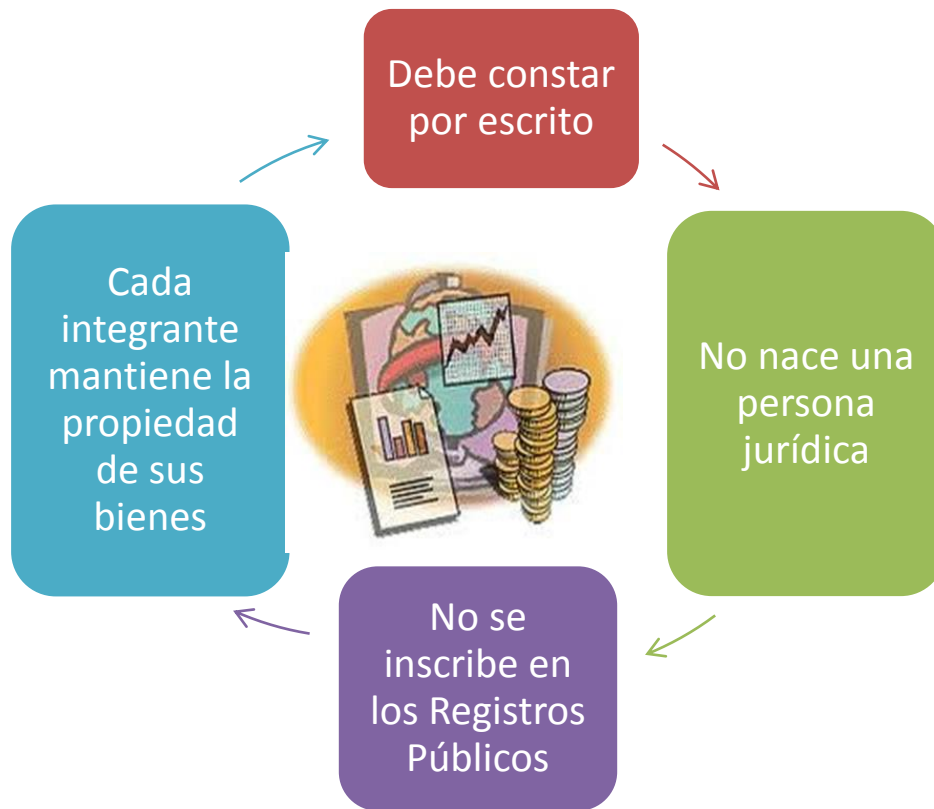 Debe constar
por escrito
No nace una
persona
jurídica
No se
inscribe en
los Registros
Públicos
Cada
integrante
mantiene la
propiedad
de sus
bienes